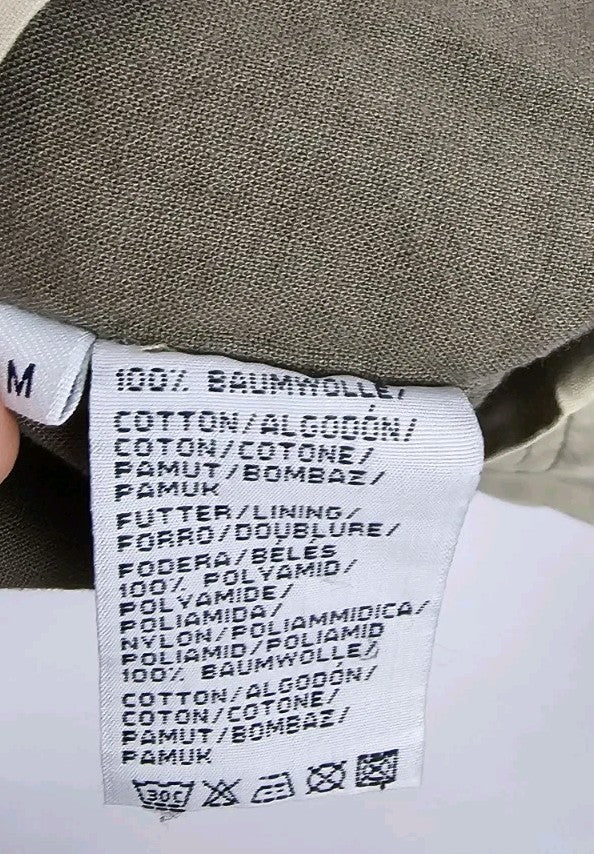 M
100% BAUMWOLLE/
COTTON/ALGODÓN/
COTON/COTONE/
PAMUT/BOMBAZ/
PAMUK
FUTTER/LINING/
FORRO/DOUBLURE/
FODERA/BÉLÉS
100% POLYAMID/
POLYAMIDE/
POLIAMIDA/
NYLON/POLIAMMIDICA/
POLIAMID/POLIAMID
100% BAUMWOLLE/
COTTON/ALGODÓN/
COTON/COTONE/
PAMUT/BOMBAZ/
PAMUK
30C